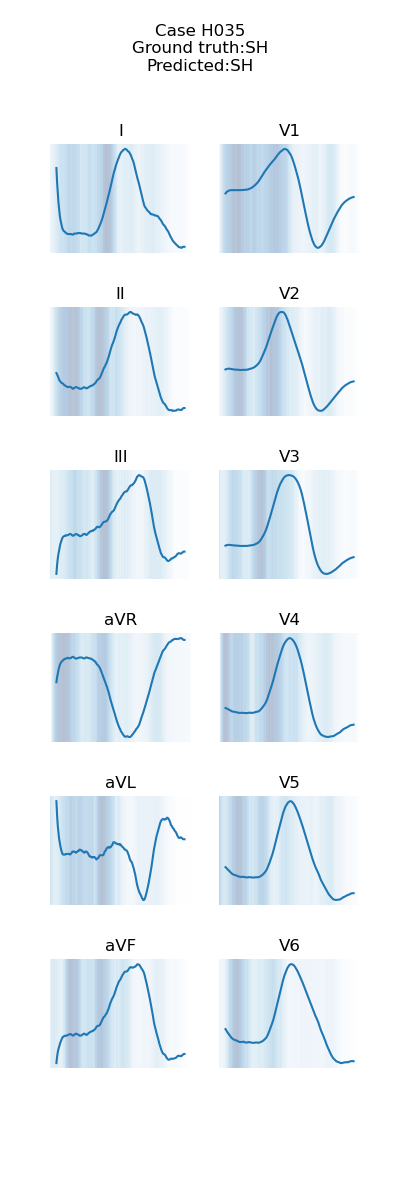 Case H035
Ground truth:SH
Predicted:SH
I
V1
II
V2
III
V3
aVR
V4
aVL
V5
aVF
V6